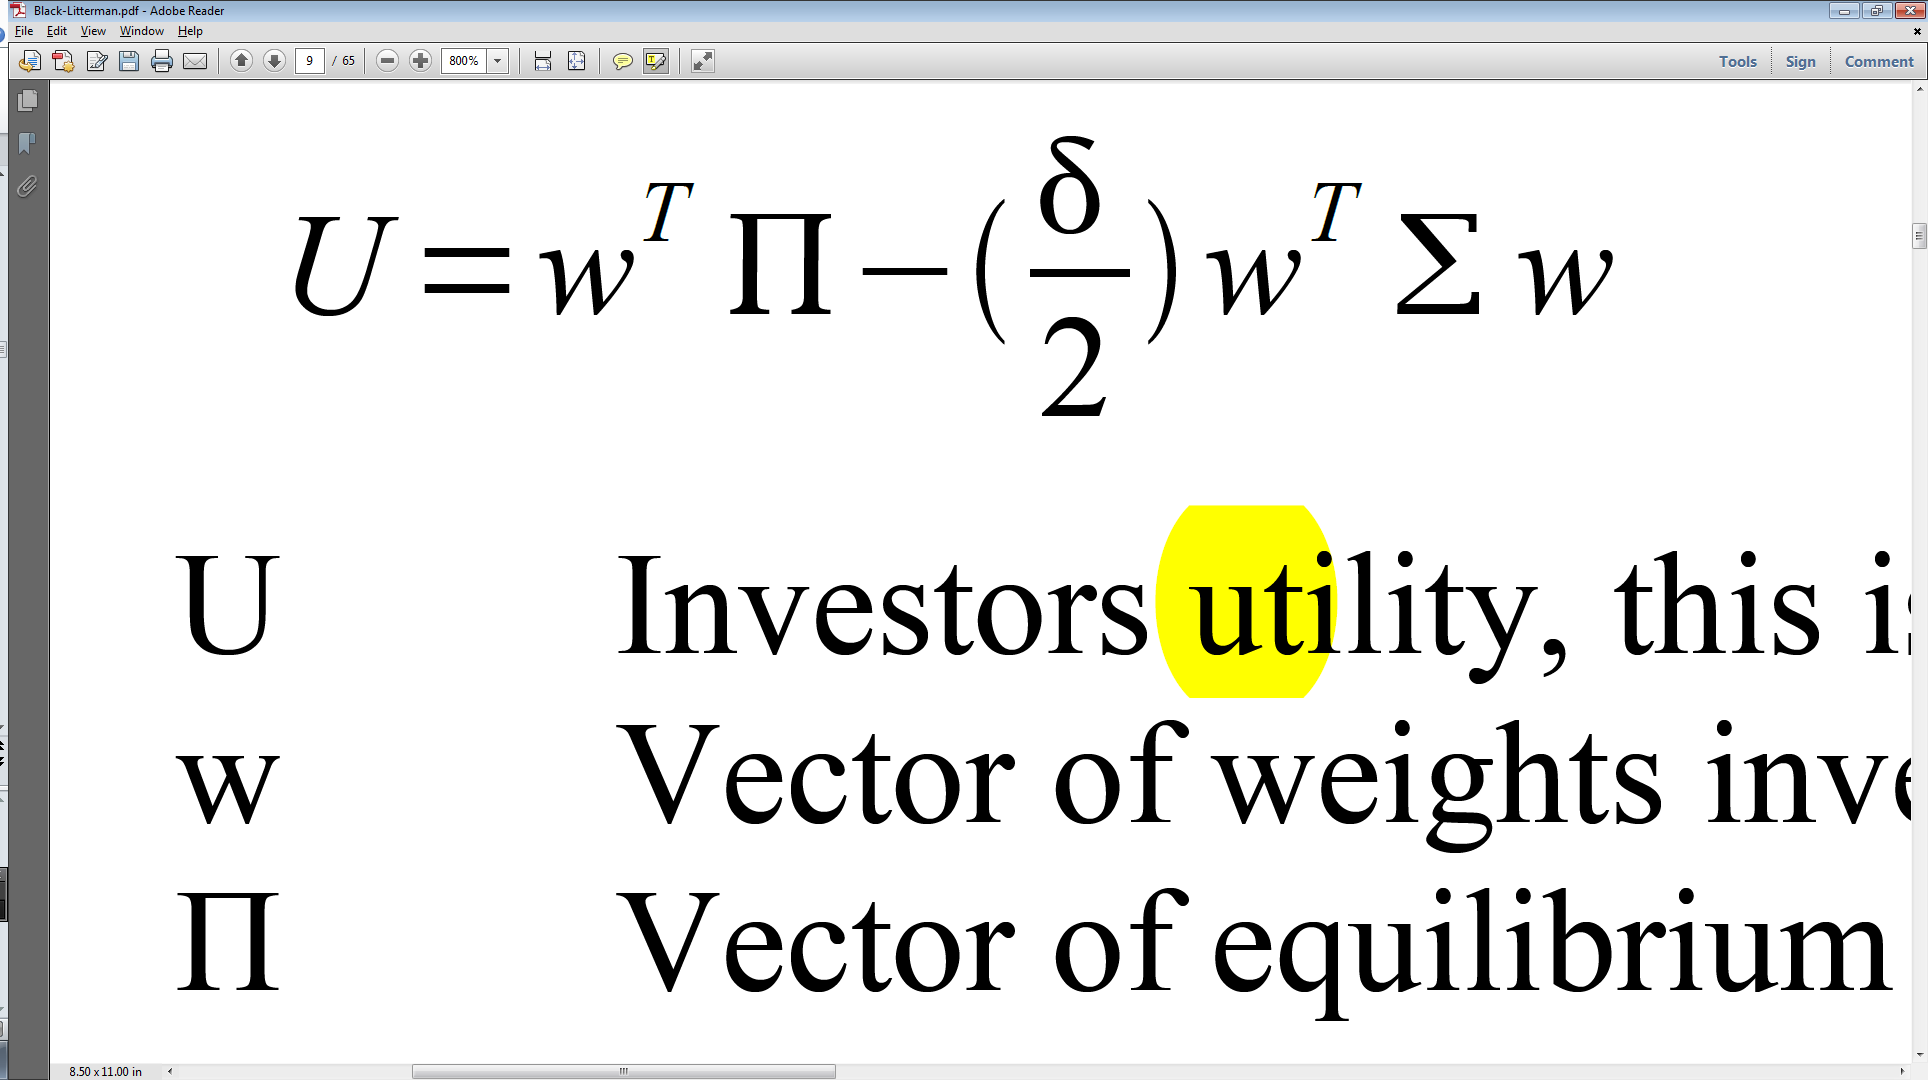 Black-Litterman.pdf - Adobe Reader
File Edit View Window Help
9 / 65 800% Tools Sign Comment
U = w^T Π − (δ/2) w^T Σ w
U Investors utility, this is
w Vector of weights inve
Π Vector of equilibrium
8.50 x 11.00 in